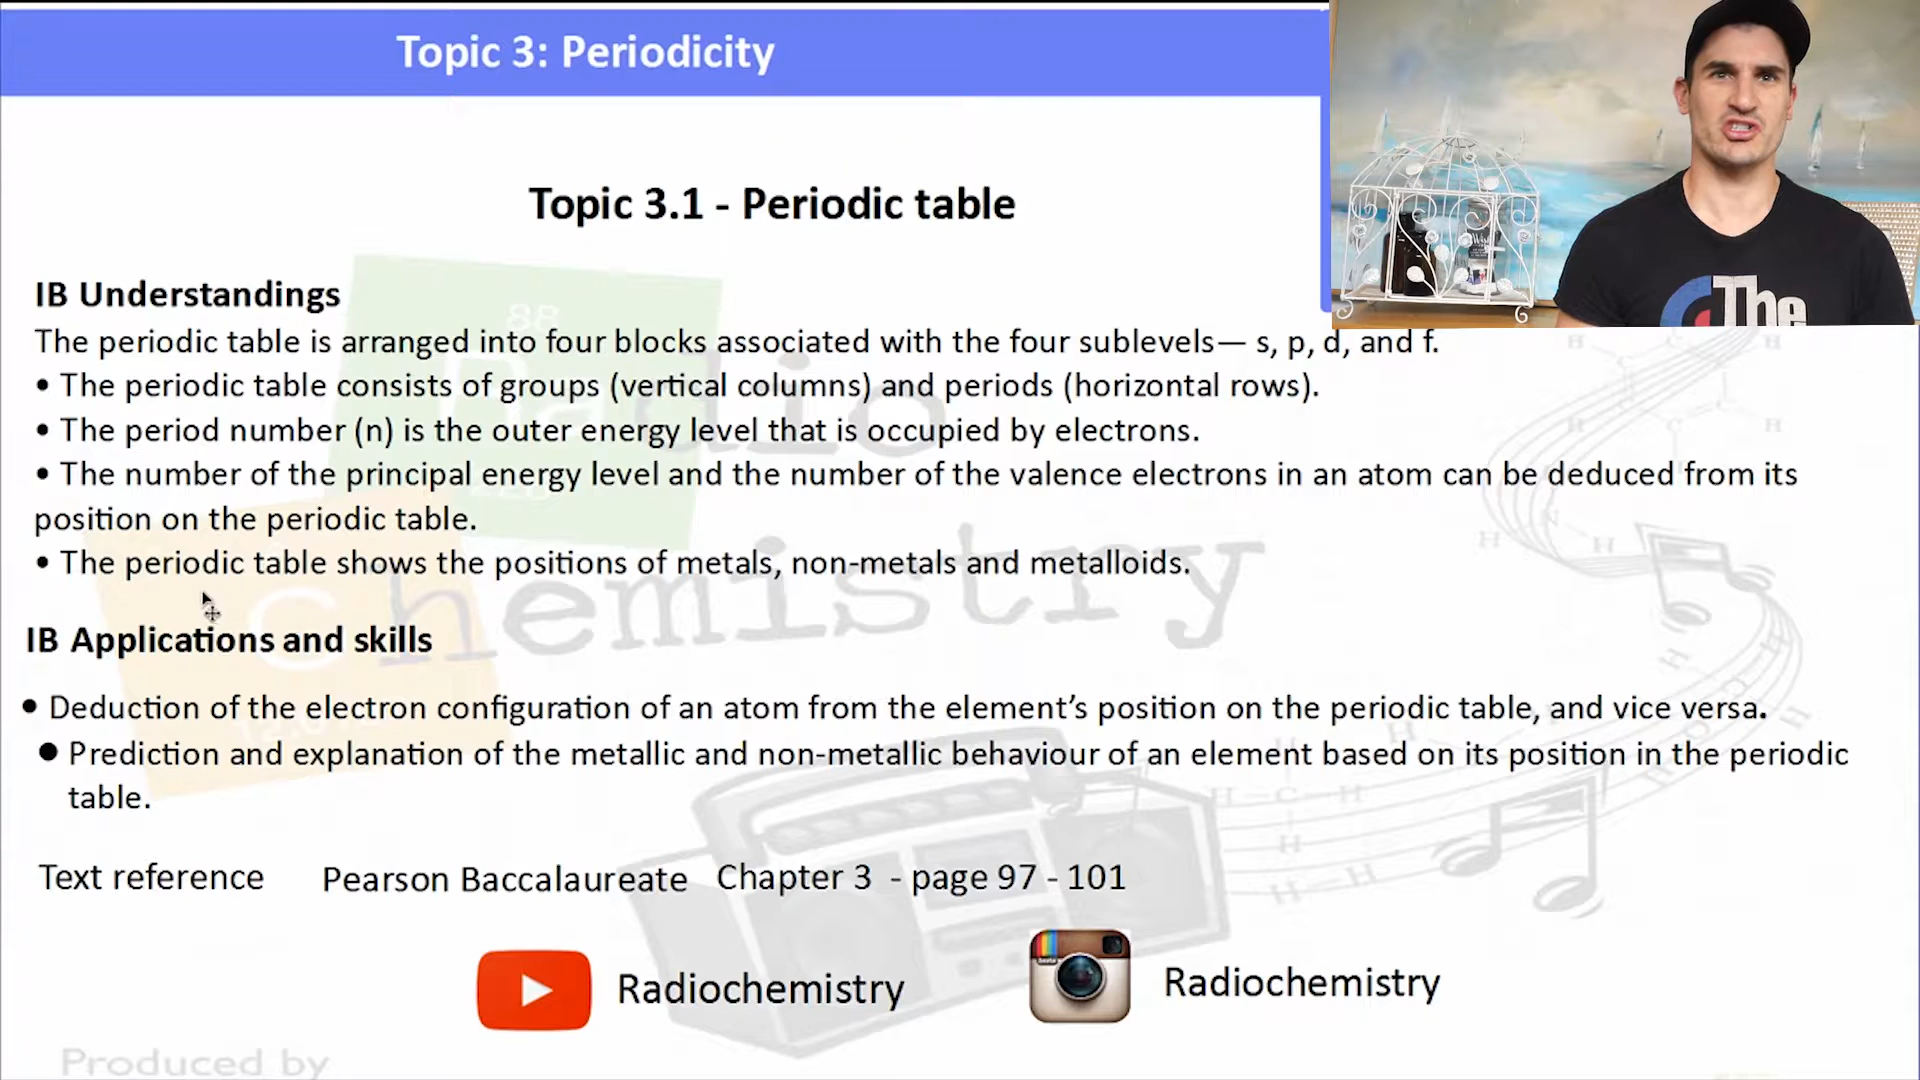 Topic 3: Periodicity
Topic 3.1 - Periodic table
IB Understandings
The periodic table is arranged into four blocks associated with the four sublevels— s, p, d, and f.
• The periodic table consists of groups (vertical columns) and periods (horizontal rows).
• The period number (n) is the outer energy level that is occupied by electrons.
• The number of the principal energy level and the number of the valence electrons in an atom can be deduced from its
position on the periodic table.
• The periodic table shows the positions of metals, non-metals and metalloids.
IB Applications and skills
• Deduction of the electron configuration of an atom from the element’s position on the periodic table, and vice versa.
• Prediction and explanation of the metallic and non-metallic behaviour of an element based on its position in the periodic
table.
Text reference Pearson Baccalaureate Chapter 3 - page 97 - 101
Radiochemistry
Radiochemistry
Produced by
The
88
Radio
Chemistry